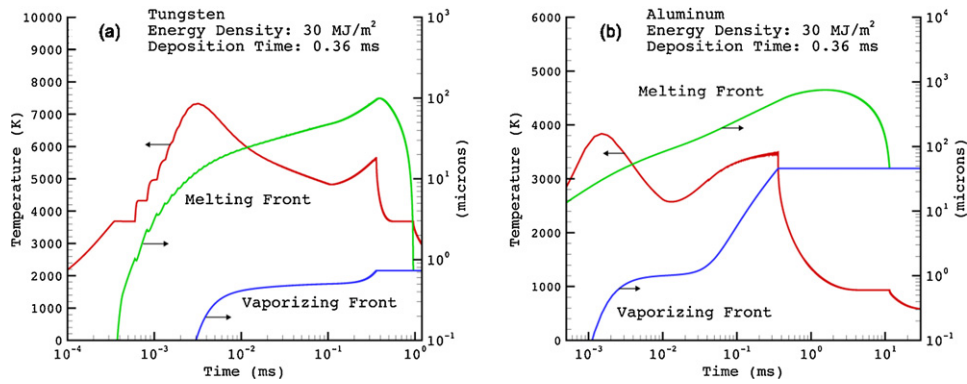 (a)
Tungsten
Energy Density: 30 MJ/m²
Deposition Time: 0.36 ms
Temperature (K)
10000
9000
8000
7000
6000
5000
4000
3000
2000
1000
0
Melting Front
Vaporizing Front
10³
10²
10¹
10⁰
10⁻¹
(microns)
10⁻⁴
10⁻³
10⁻²
10⁻¹
10⁰
Time (ms)
(b)
Aluminum
Energy Density: 30 MJ/m²
Deposition Time: 0.36 ms
Temperature (K)
6000
5000
4000
3000
2000
1000
0
Melting Front
Vaporizing Front
10⁴
10³
10²
10¹
10⁰
10⁻¹
(microns)
10⁻³
10⁻²
10⁻¹
10⁰
10¹
Time (ms)